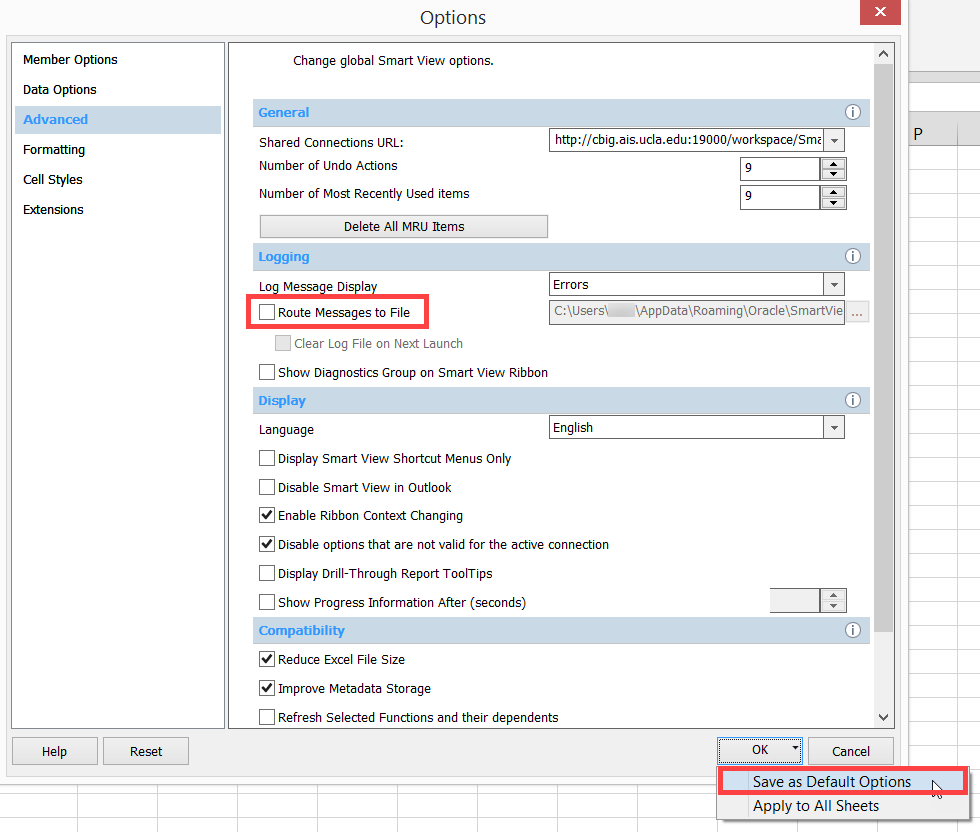 Options
Member Options
Data Options
Advanced
Formatting
Cell Styles
Extensions
Change global Smart View options.
General
Shared Connections URL: http://cbig.ais.ucla.edu:19000/workspace/Sma
Number of Undo Actions 9
Number of Most Recently Used items 9
Delete All MRU Items
Logging
Log Message Display Errors
Route Messages to File C:\Users\ \AppData\Roaming\Oracle\SmartVie ...
Clear Log File on Next Launch
Show Diagnostics Group on Smart View Ribbon
Display
Language English
Display Smart View Shortcut Menus Only
Disable Smart View in Outlook
Enable Ribbon Context Changing
Disable options that are not valid for the active connection
Display Drill-Through Report ToolTips
Show Progress Information After (seconds)
Compatibility
Reduce Excel File Size
Improve Metadata Storage
Refresh Selected Functions and their dependents
Help Reset OK Cancel
Save as Default Options
Apply to All Sheets
P